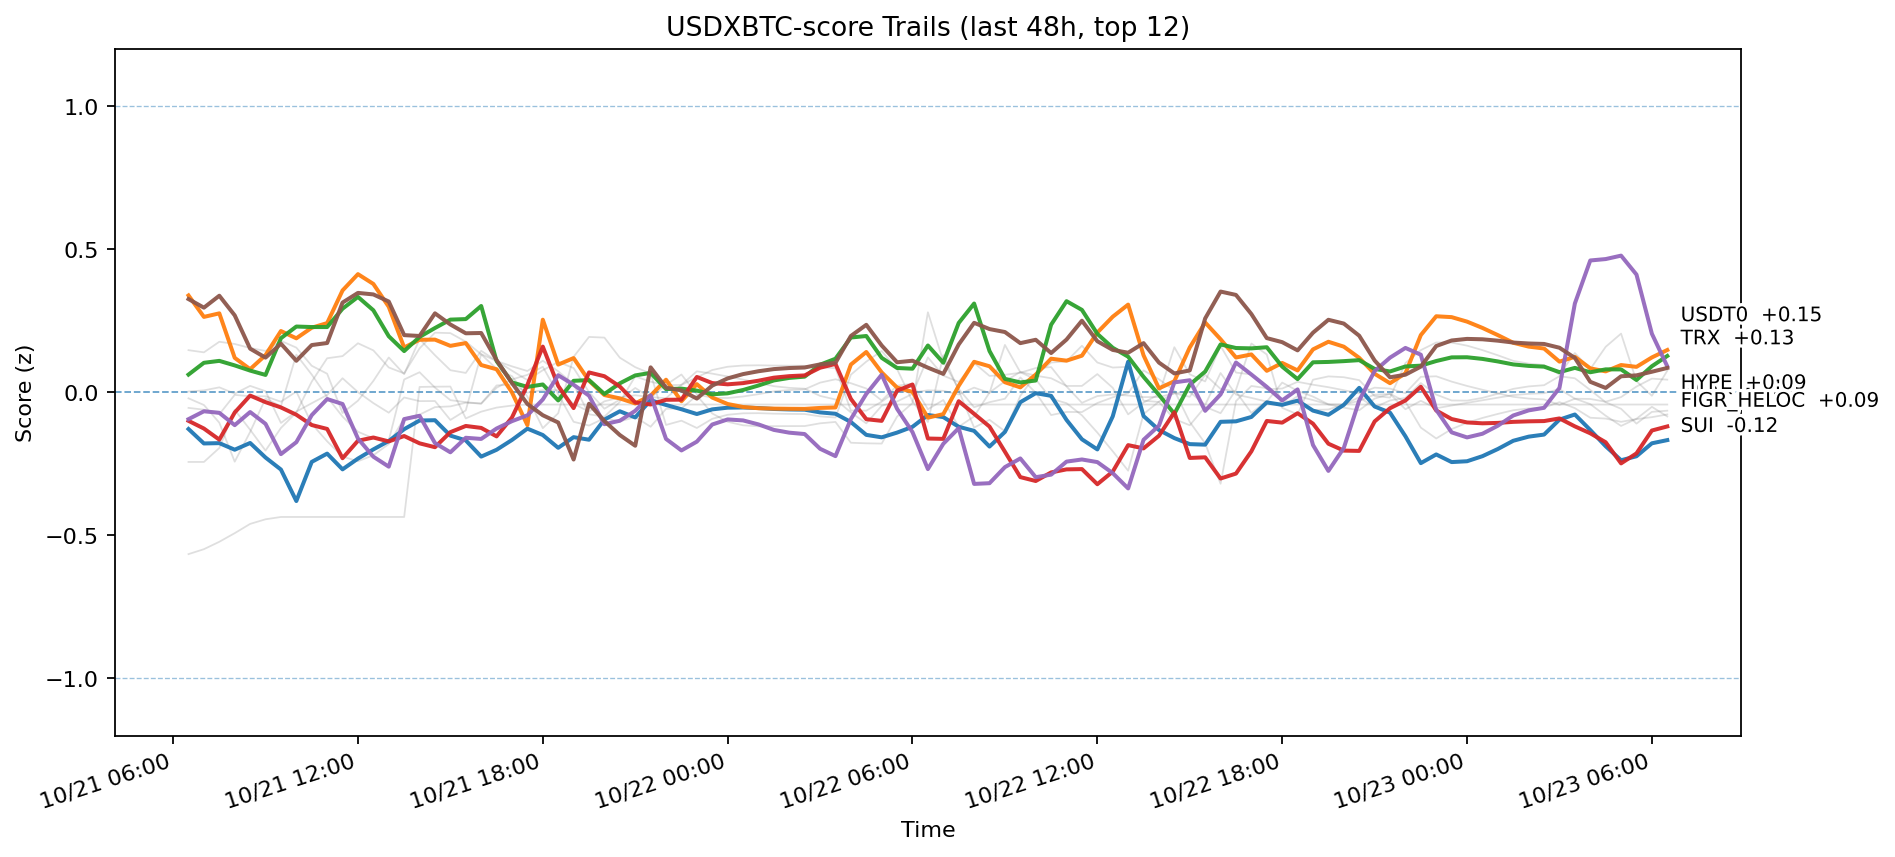 USDXBTC-score Trails (last 48h, top 12)
Score (z)
1.0
0.5
0.0
−0.5
−1.0
USDT0 +0.15
TRX +0.13
HYPE +0.09
FIGR_HELOC +0.09
SUI -0.12
10/21 06:00
10/21 12:00
10/21 18:00
10/22 00:00
10/22 06:00
10/22 12:00
10/22 18:00
10/23 00:00
10/23 06:00
Time